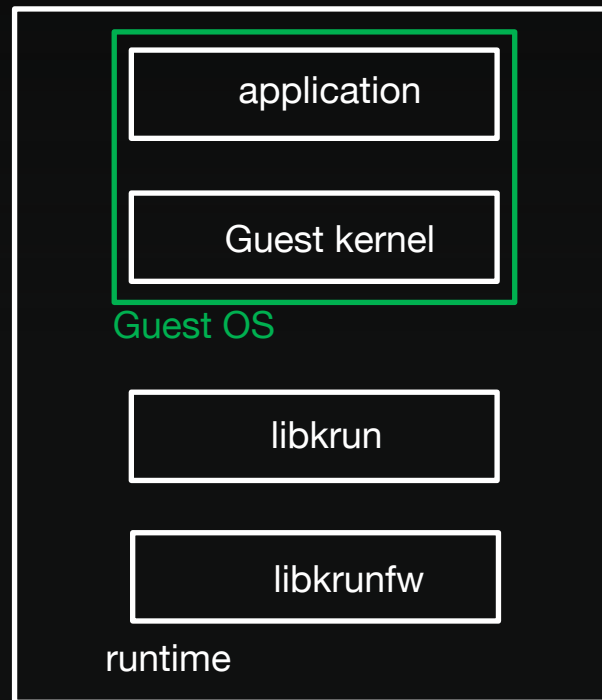 application
Guest kernel
Guest OS
libkrun
libkrunfw
runtime